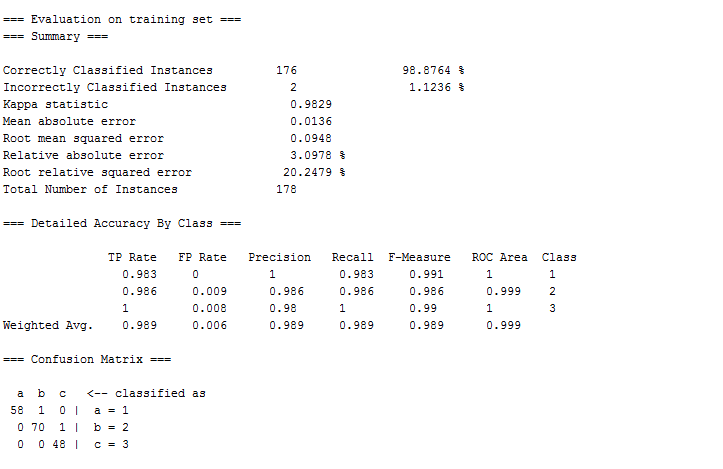 === Evaluation on training set ===
=== Summary ===
Correctly Classified Instances 176 98.8764 %
Incorrectly Classified Instances 2 1.1236 %
Kappa statistic 0.9829
Mean absolute error 0.0136
Root mean squared error 0.0948
Relative absolute error 3.0978 %
Root relative squared error 20.2479 %
Total Number of Instances 178
=== Detailed Accuracy By Class ===
TP Rate FP Rate Precision Recall F-Measure ROC Area Class
0.983 0 1 0.983 0.991 1 1
0.986 0.009 0.986 0.986 0.986 0.999 2
1 0.008 0.98 1 0.99 1 3
Weighted Avg. 0.989 0.006 0.989 0.989 0.989 0.999
=== Confusion Matrix ===
a b c <-- classified as
58 1 0 | a = 1
0 70 1 | b = 2
0 0 48 | c = 3